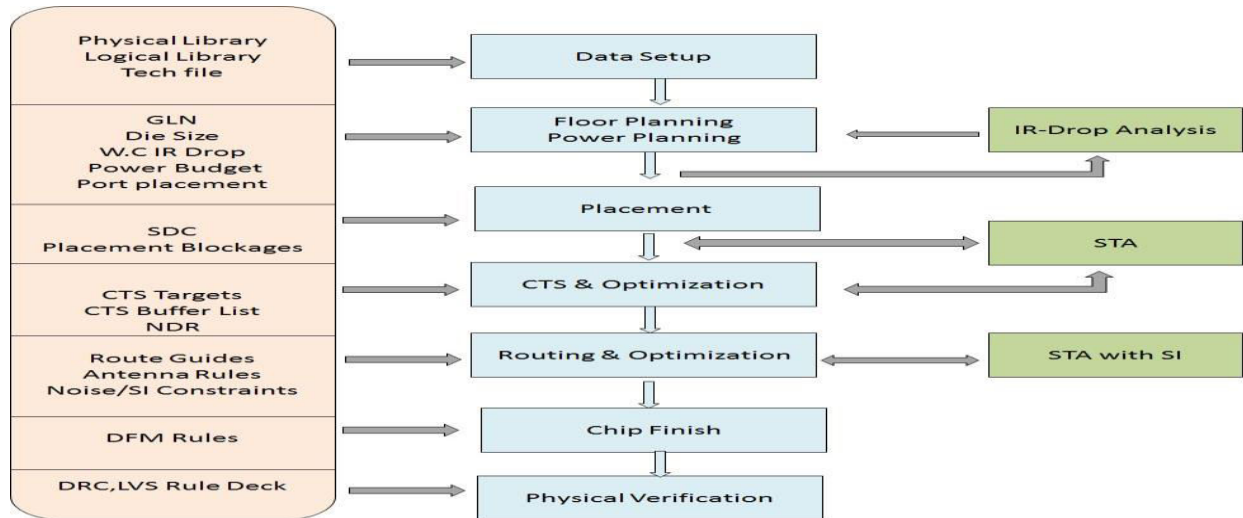 Physical Library
Logical Library
Tech file
GLN
Die Size
W.C IR Drop
Power Budget
Port placement
SDC
Placement Blockages
CTS Targets
CTS Buffer List
NDR
Route Guides
Antenna Rules
Noise/SI Constraints
DFM Rules
DRC,LVS Rule Deck
Data Setup
Floor Planning
Power Planning
Placement
CTS & Optimization
Routing & Optimization
Chip Finish
Physical Verification
IR-Drop Analysis
STA
STA with SI